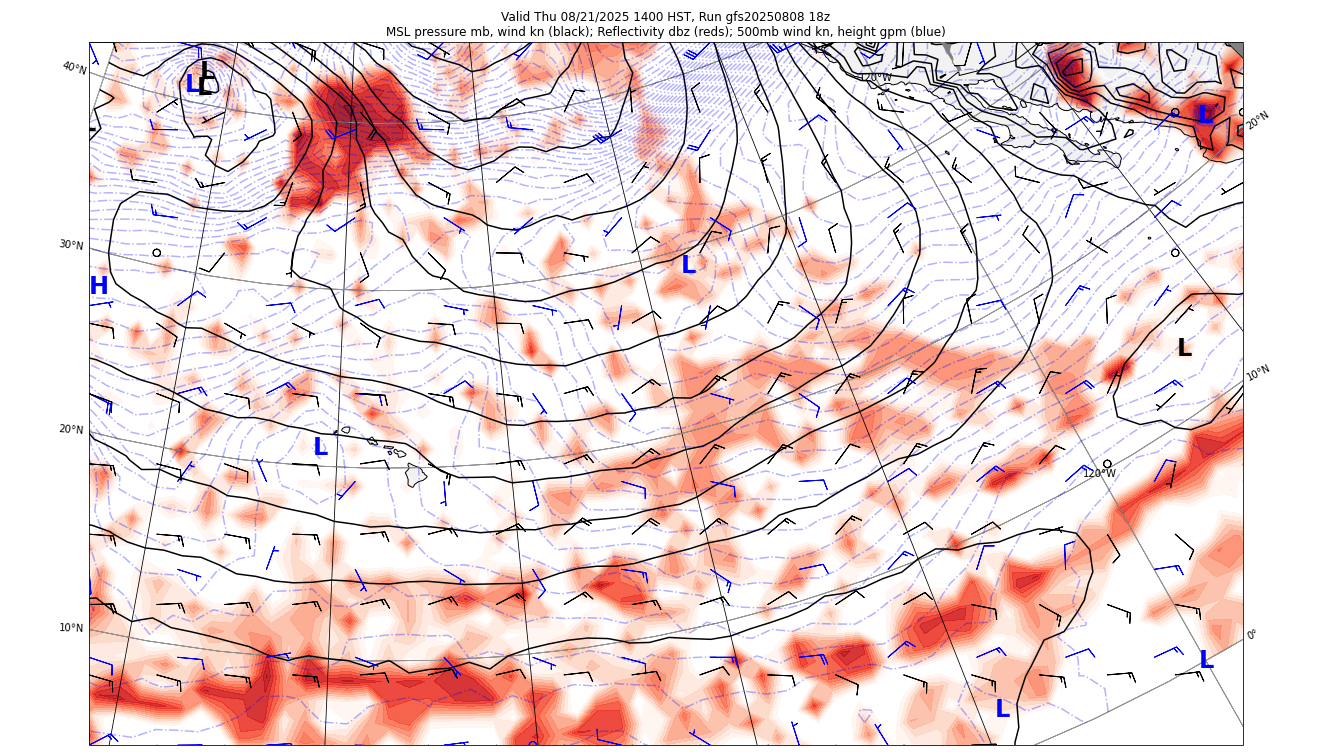 Valid Thu 08/21/2025 1400 HST, Run gfs20250808 18z
MSL pressure mb, wind kn (black); Reflectivity dbz (reds); 500mb wind kn, height gpm (blue)
40°N
L
L
L
120°W
L
20°N
30°N
H
L
L
10°N
20°N
L
120°W
10°N
0°
L
L